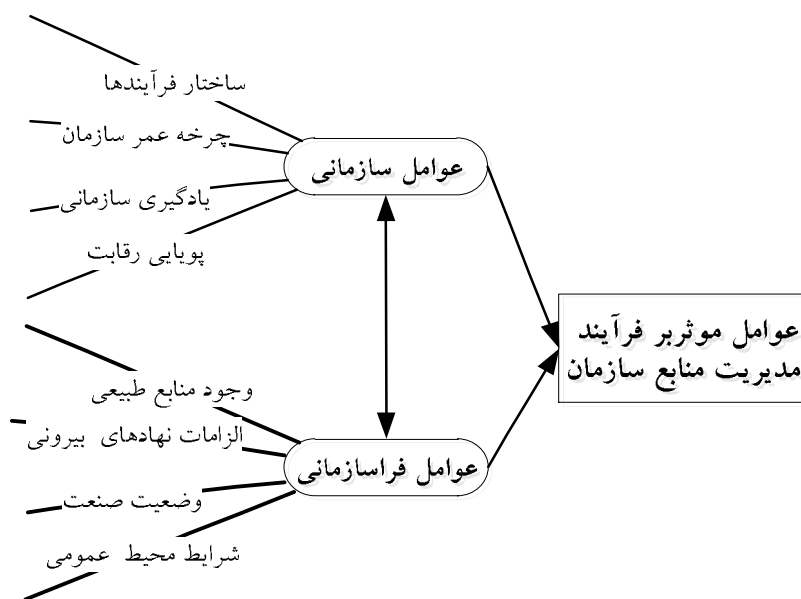 ساختار فرآیندها
چرخه عمر سازمان
عوامل سازمانی
یادگیری سازمانی
پویایی رقابت
عوامل موثربر فرآیند
مدیریت منابع سازمان
وجود منابع طبیعی
الزامات نهادهای بیرونی
عوامل فراسازمانی
وضعیت صنعت
شرایط محیط عمومی